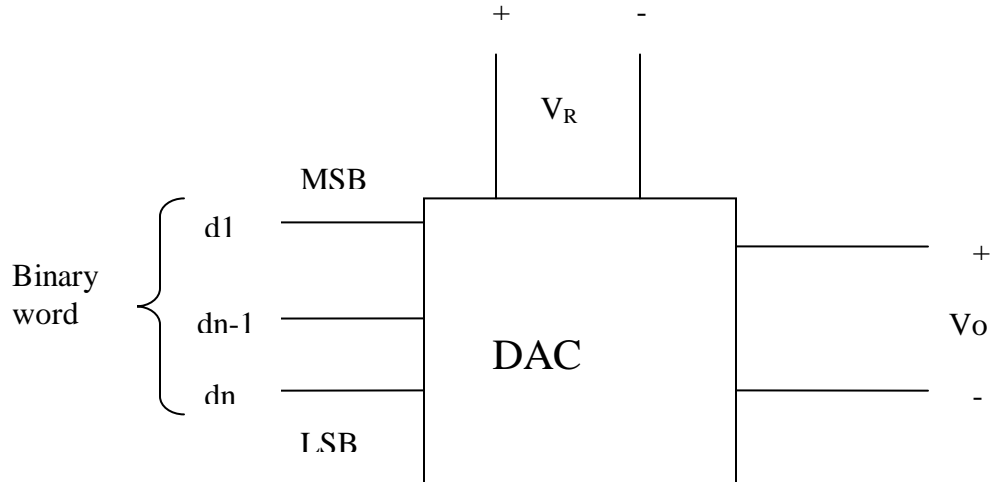 + -
V_R
MSB
d1
Binary
word
dn-1
dn
LSB
DAC
+
Vo
-